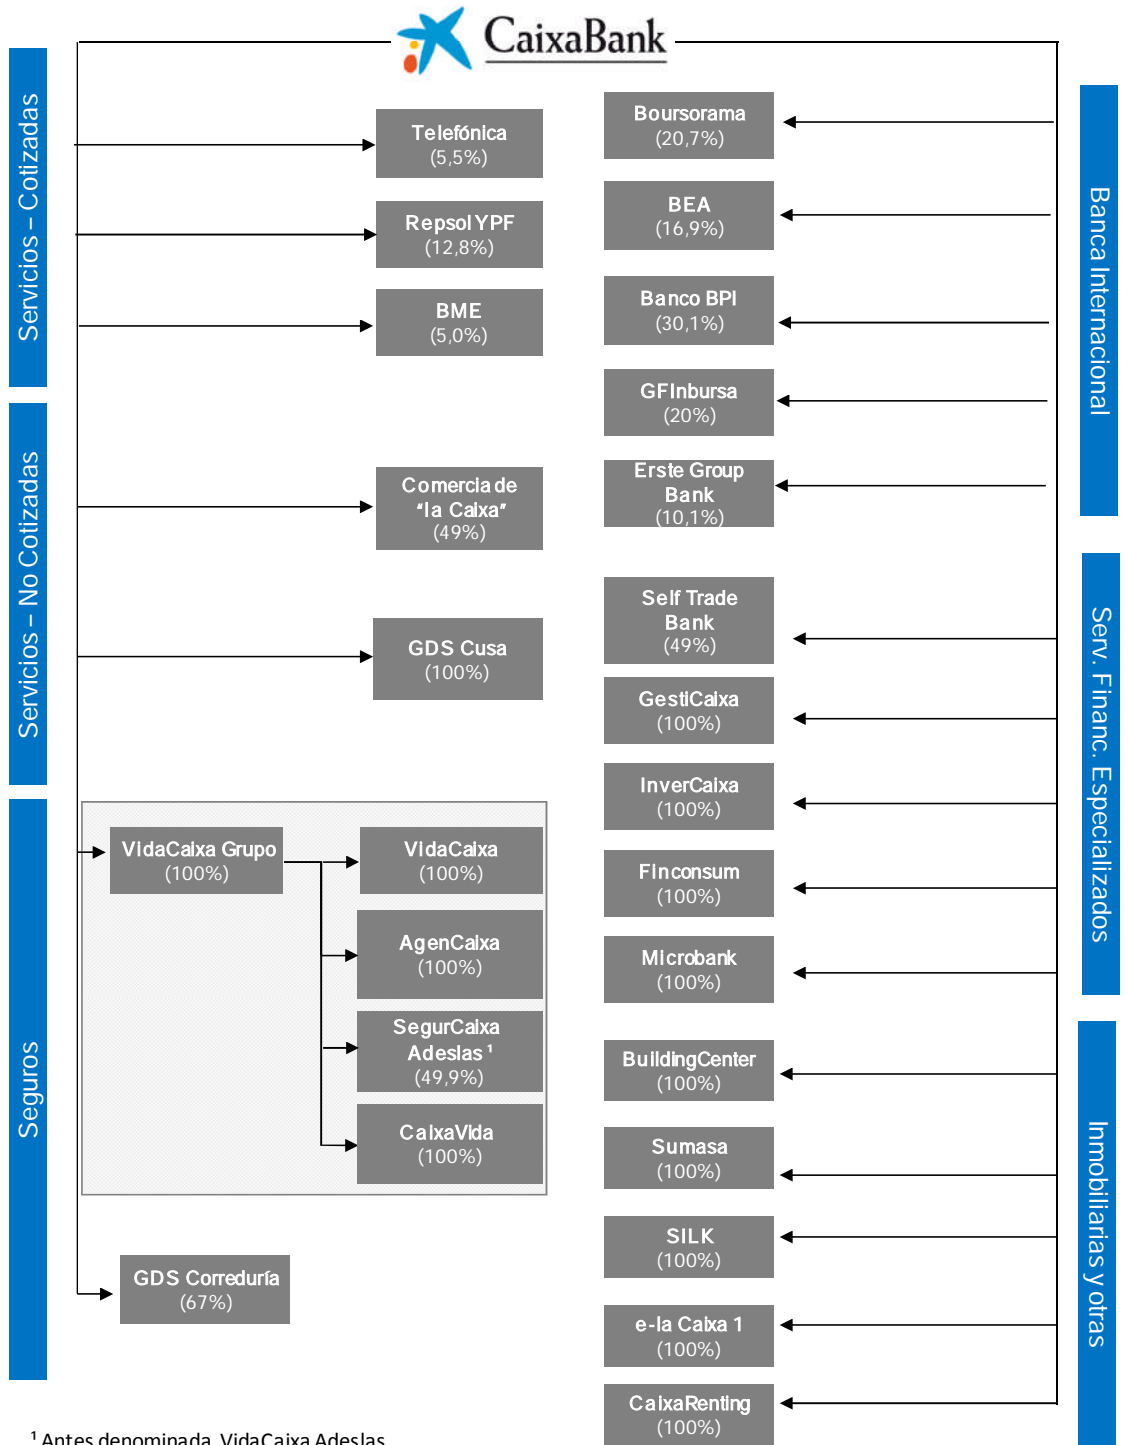 CaixaBank
Servicios – Cotizadas
Telefónica
(5,5%)
Repsol YPF
(12,8%)
BME
(5,0%)
Servicios – No Cotizadas
Comercia de
“la Caixa”
(49%)
GDS Cusa
(100%)
Seguros
VidaCaixa Grupo
(100%)
VidaCaixa
(100%)
AgenCaixa
(100%)
SegurCaixa
Adeslas ¹
(49,9%)
CaixaVida
(100%)
GDS Correduría
(67%)
Banca Internacional
Boursorama
(20,7%)
BEA
(16,9%)
Banco BPI
(30,1%)
GFInbursa
(20%)
Erste Group
Bank
(10,1%)
Serv. Financ. Especializados
Self Trade
Bank
(49%)
GestiCaixa
(100%)
InverCaixa
(100%)
Finconsum
(100%)
Microbank
(100%)
Inmobiliarias y otras
BuildingCenter
(100%)
Sumasa
(100%)
SILK
(100%)
e-la Caixa 1
(100%)
CaixaRenting
(100%)
¹ Antes denominada VidaCaixa Adeslas